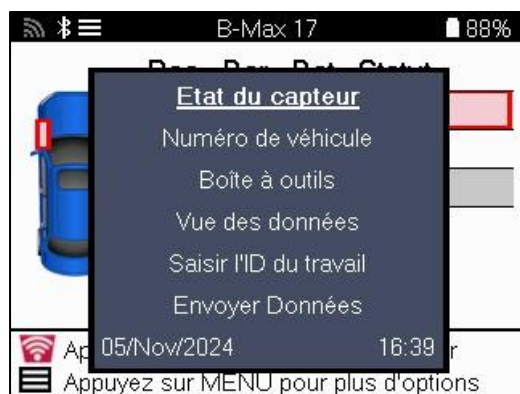 B-Max 17 88%
Etat du capteur
Numéro de véhicule
Boîte à outils
Vue des données
Saisir l'ID du travail
Envoyer Données
05/Nov/2024 16:39
Appuyez sur MENU pour plus d'options